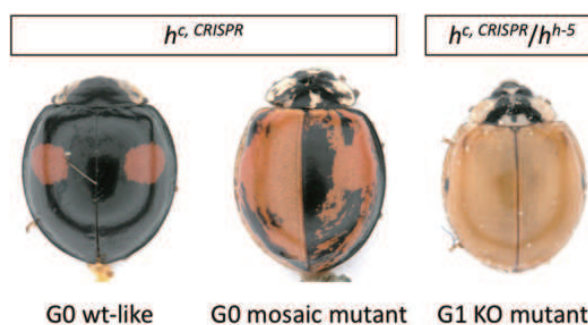 h^c, CRISPR
h^c, CRISPR/h^h-5
G0 wt-like
G0 mosaic mutant
G1 KO mutant